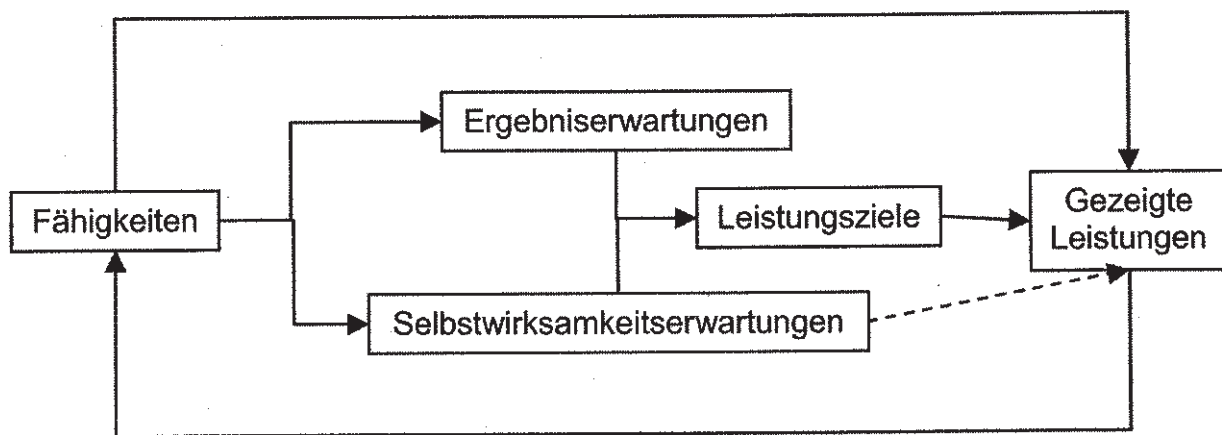 Ergebniserwartungen
Fähigkeiten
Leistungsziele
Gezeigte
Leistungen
Selbstwirksamkeitserwartungen